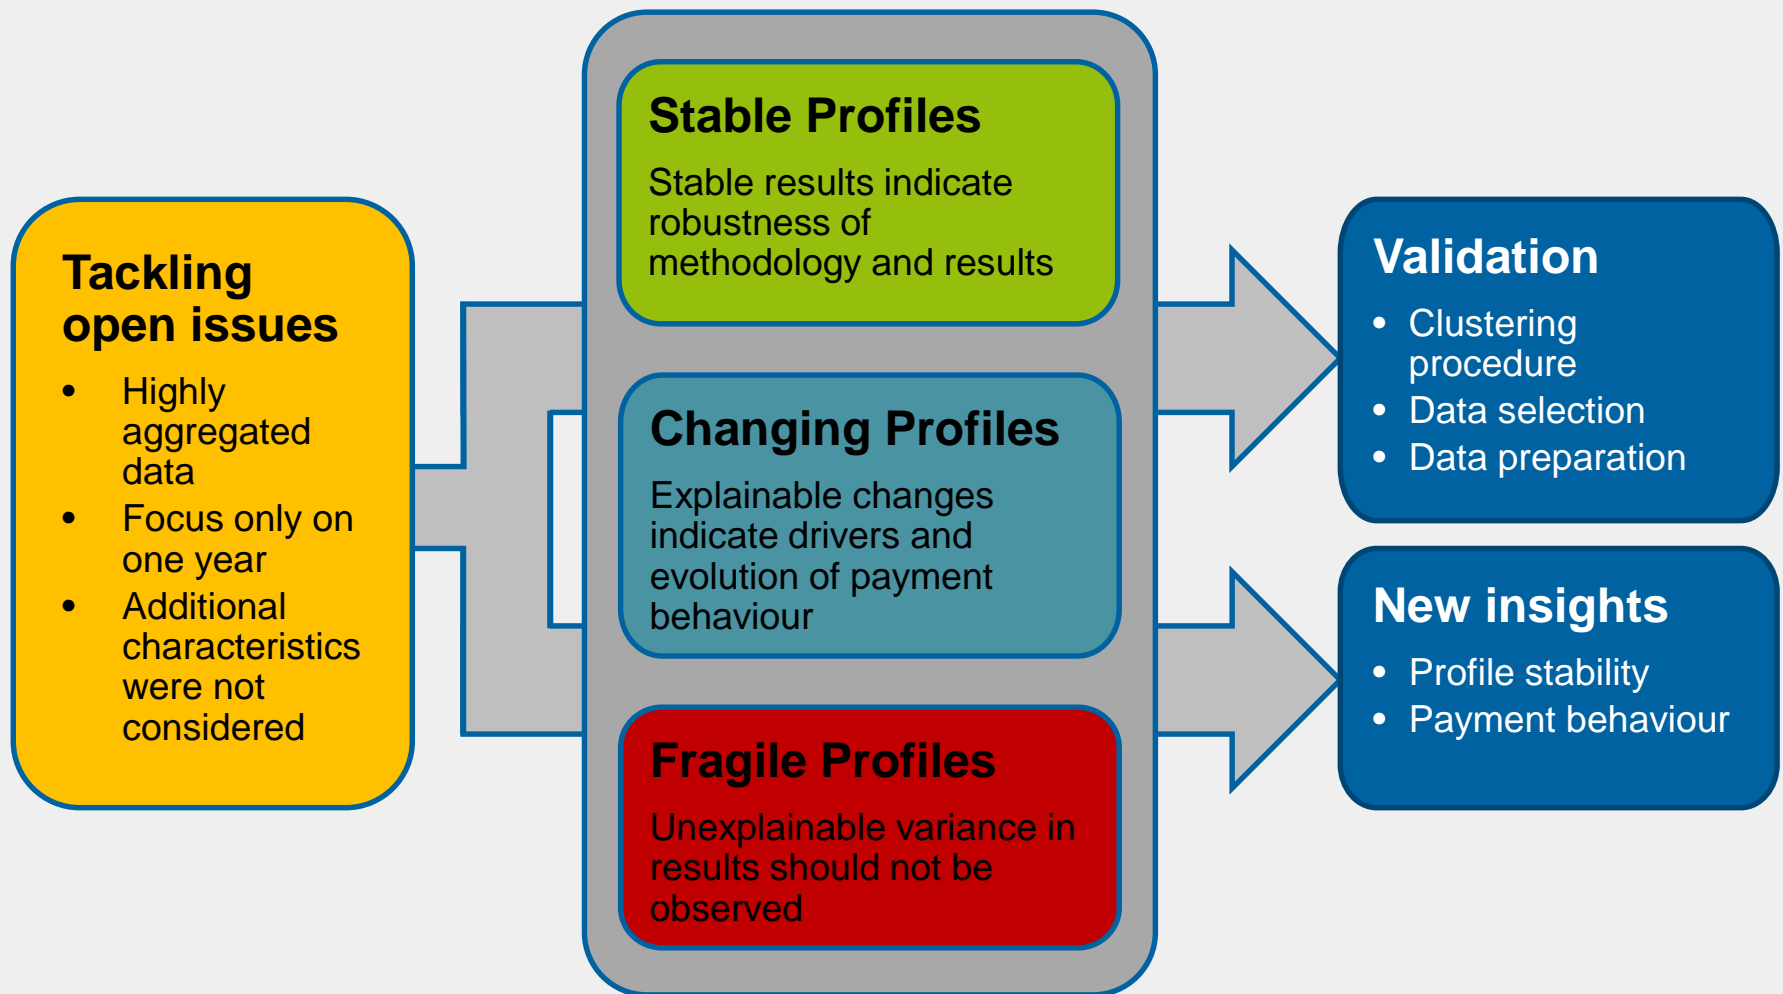 Tackling
open issues
• Highly
aggregated
data
• Focus only on
one year
• Additional
characteristics
were not
considered
Stable Profiles
Stable results indicate
robustness of
methodology and results
Changing Profiles
Explainable changes
indicate drivers and
evolution of payment
behaviour
Fragile Profiles
Unexplainable variance in
results should not be
observed
Validation
• Clustering
procedure
• Data selection
• Data preparation
New insights
• Profile stability
• Payment behaviour